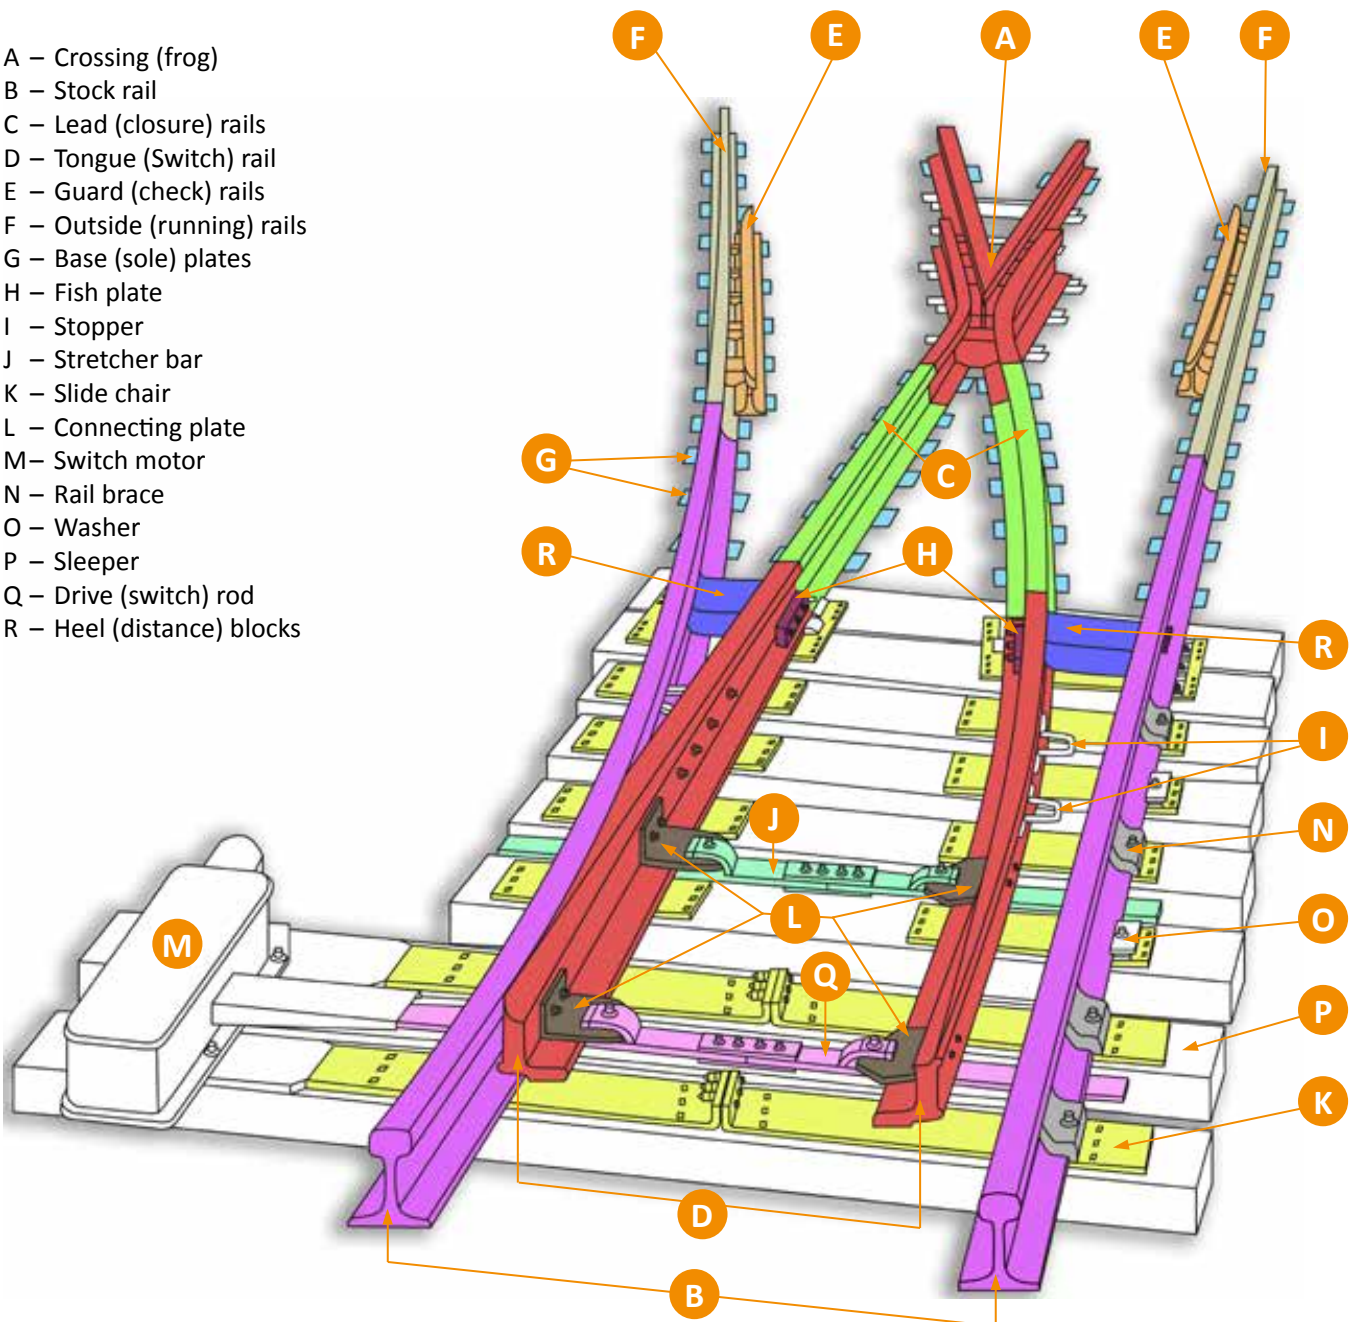 A – Crossing (frog)
B – Stock rail
C – Lead (closure) rails
D – Tongue (Switch) rail
E – Guard (check) rails
F – Outside (running) rails
G – Base (sole) plates
H – Fish plate
I – Stopper
J – Stretcher bar
K – Slide chair
L – Connecting plate
M – Switch motor
N – Rail brace
O – Washer
P – Sleeper
Q – Drive (switch) rod
R – Heel (distance) blocks
F
E
A
E
F
G
C
R
H
R
I
J
N
L
O
M
Q
P
K
D
B